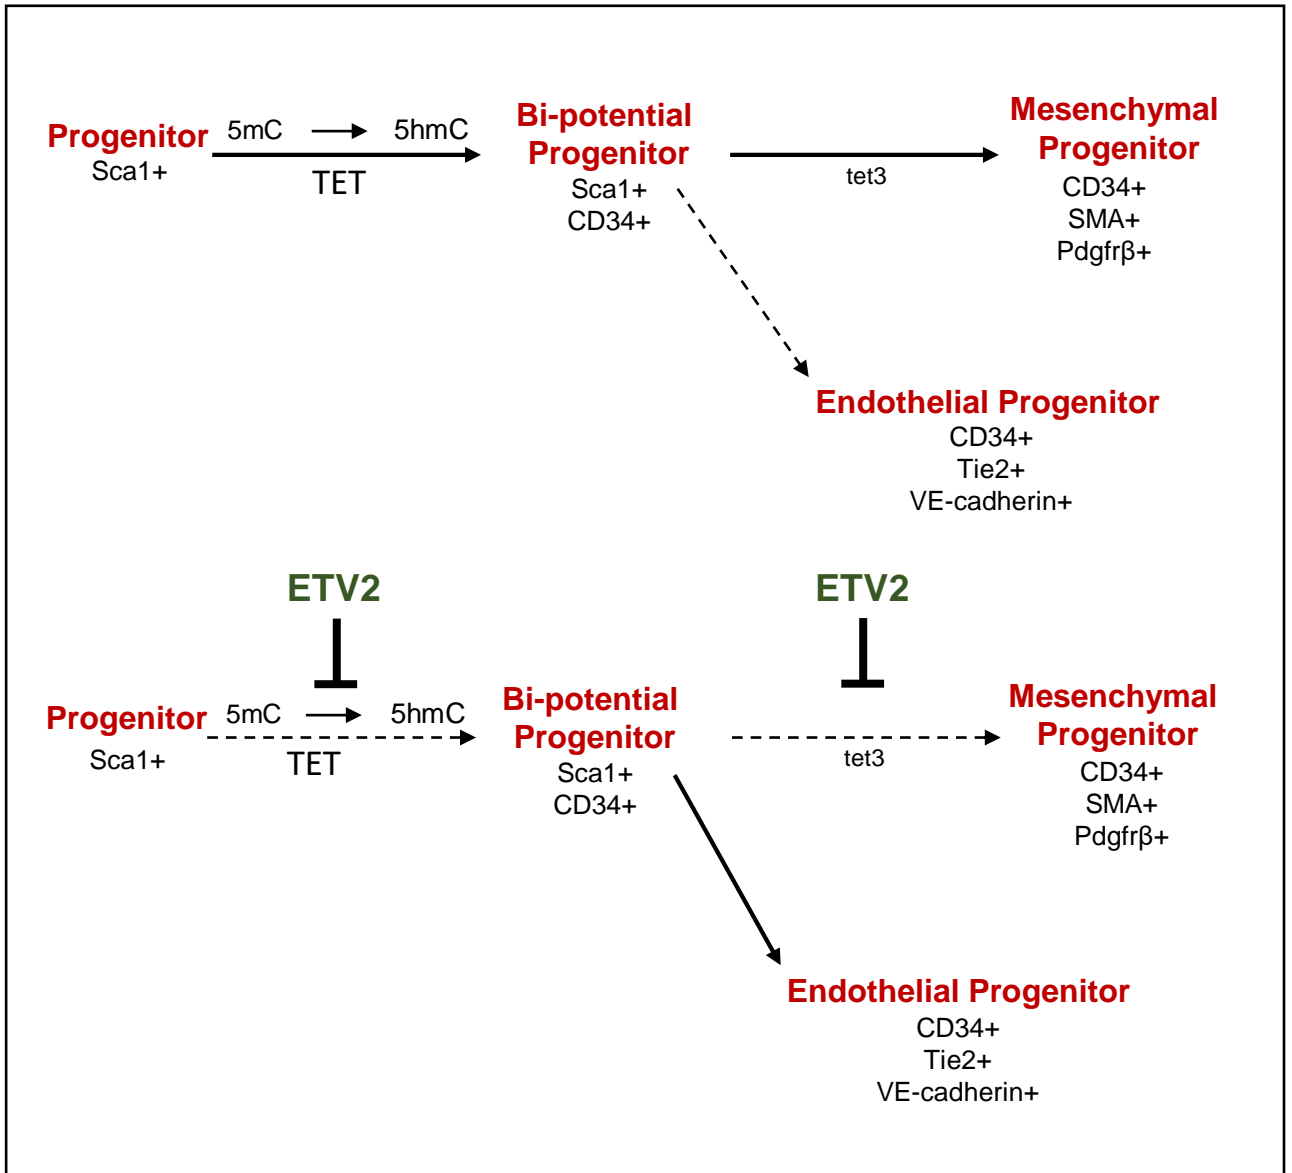 Progenitor
Sca1+
5mC
5hmC
TET
Bi-potential
Progenitor
Sca1+
CD34+
tet3
Mesenchymal
Progenitor
CD34+
SMA+
Pdgfrβ+
Endothelial Progenitor
CD34+
Tie2+
VE-cadherin+
ETV2
ETV2
Progenitor
Sca1+
5mC
5hmC
TET
Bi-potential
Progenitor
Sca1+
CD34+
tet3
Mesenchymal
Progenitor
CD34+
SMA+
Pdgfrβ+
Endothelial Progenitor
CD34+
Tie2+
VE-cadherin+